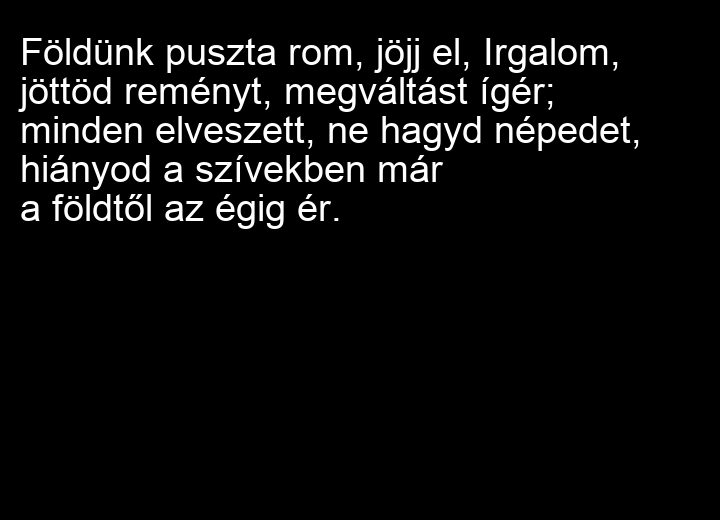 Földünk puszta rom, jöjj el, Irgalom,
jöttöd reményt, megváltást ígér;
minden elveszett, ne hagyd népedet,
hiányod a szívekben már
a földtől az égig ér.